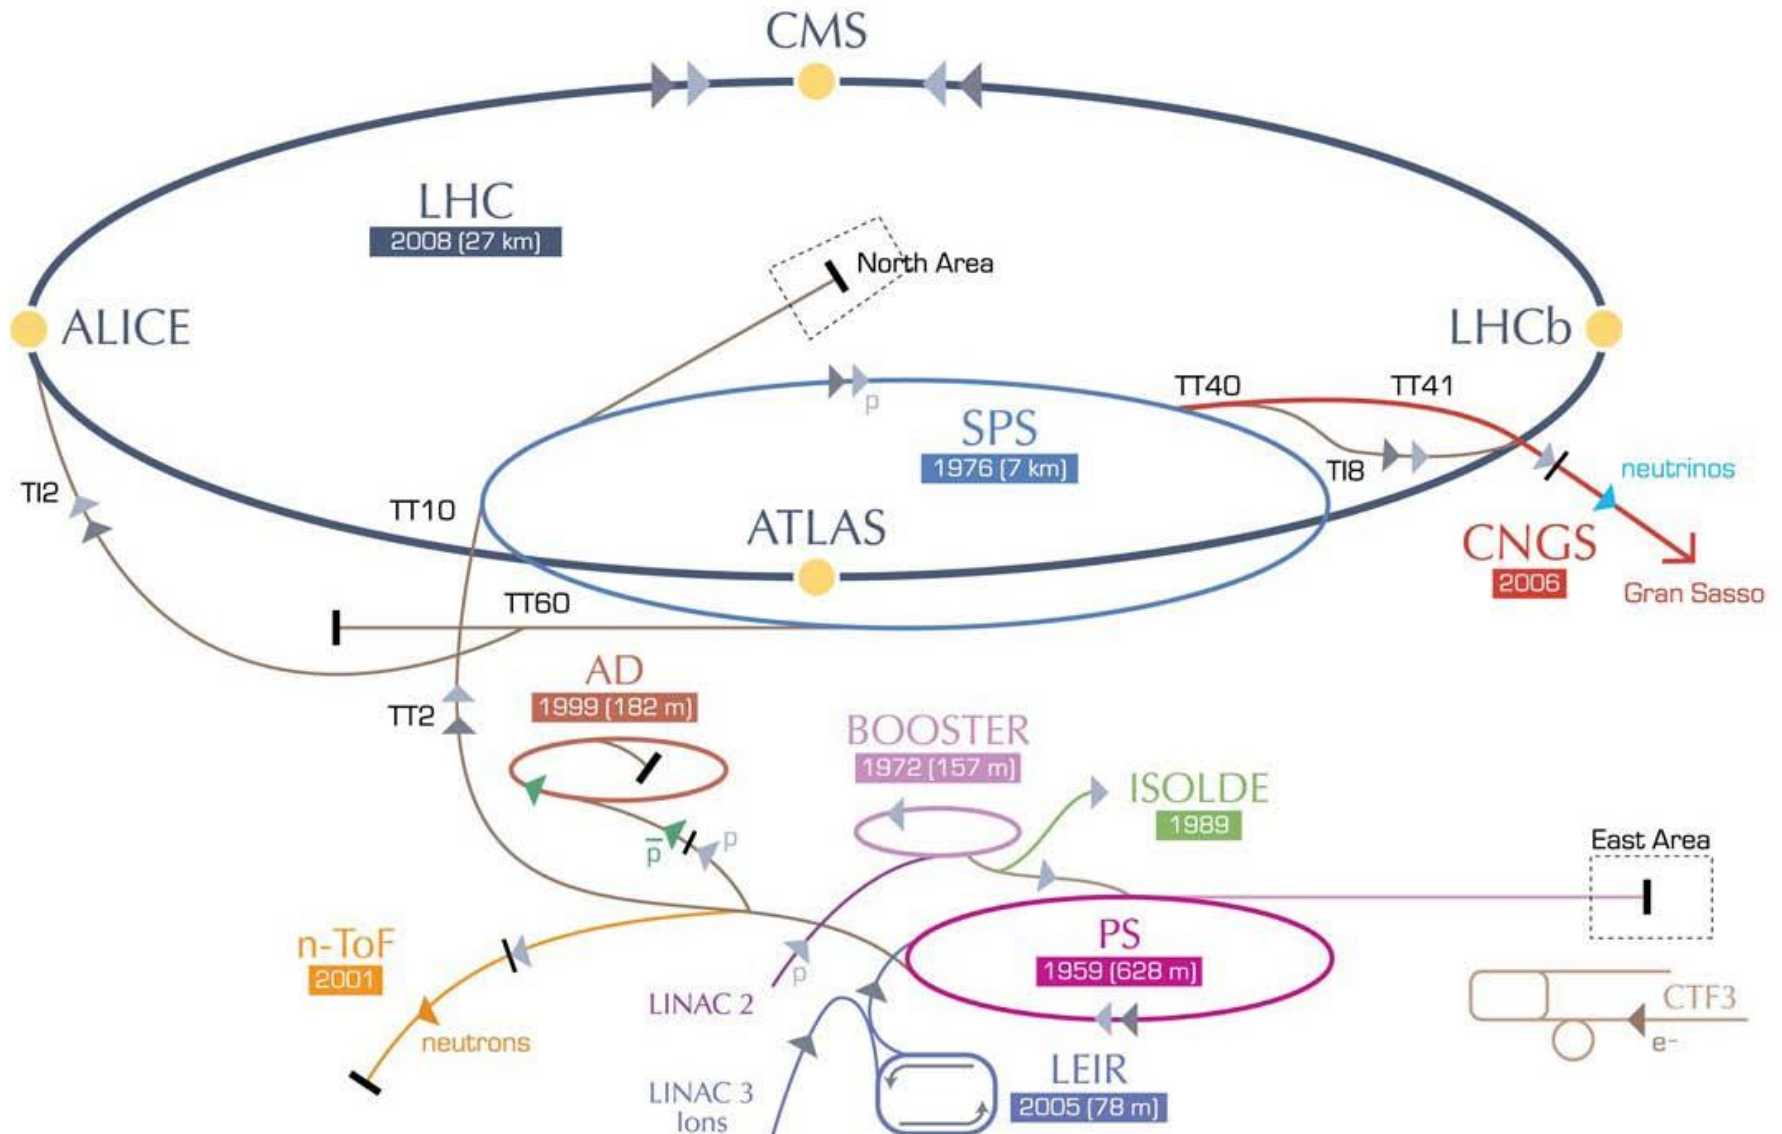 CMS
LHC
2008 (27 km)
North Area
ALICE
LHCb
TT40
TT41
p
SPS
1976 (7 km)
TI8
neutrinos
TI2
TT10
ATLAS
CNGS
2006
Gran Sasso
TT60
AD
1999 (182 m)
TT2
BOOSTER
1972 (157 m)
ISOLDE
1989
p̅
p
East Area
n-ToF
2001
neutrons
p
LINAC 2
PS
1959 (628 m)
CTF3
e-
LINAC 3
Ions
LEIR
2005 (78 m)